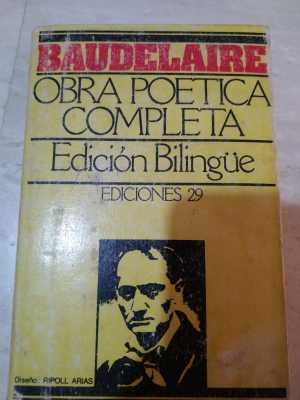 BAUDELAIRE
OBRA POETICA
COMPLETA
Edición Bilingüe
EDICIONES 29
Diseño: RIPOLL ARIAS